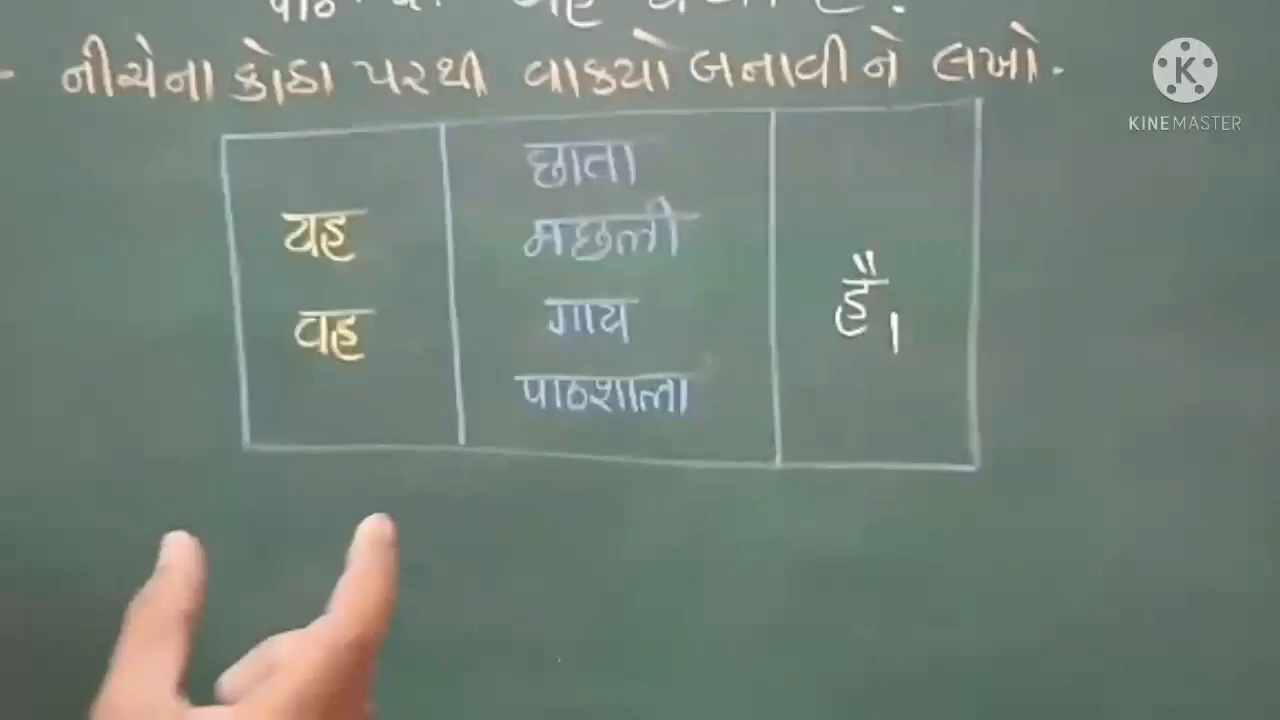 - નીચેના કોઠા પરથી વાક્યો બનાવી ને લખો.
KINEMASTER
यह
वह
छाता
मछली
गाय
पाठशाला
है।